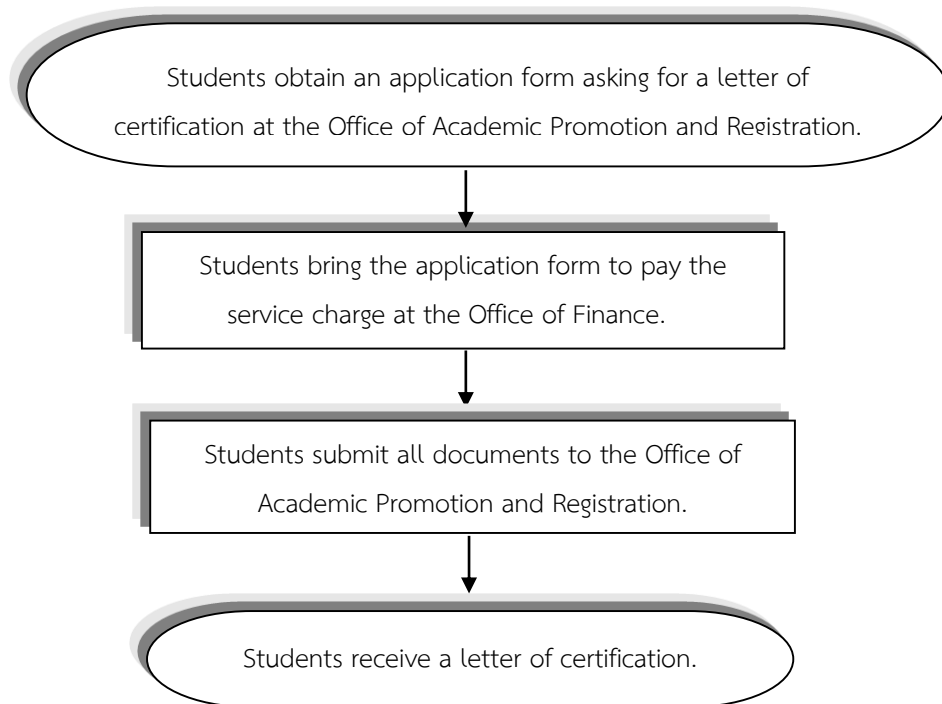 Students obtain an application form asking for a letter of
certification at the Office of Academic Promotion and Registration.
Students bring the application form to pay the
service charge at the Office of Finance.
Students submit all documents to the Office of
Academic Promotion and Registration.
Students receive a letter of certification.